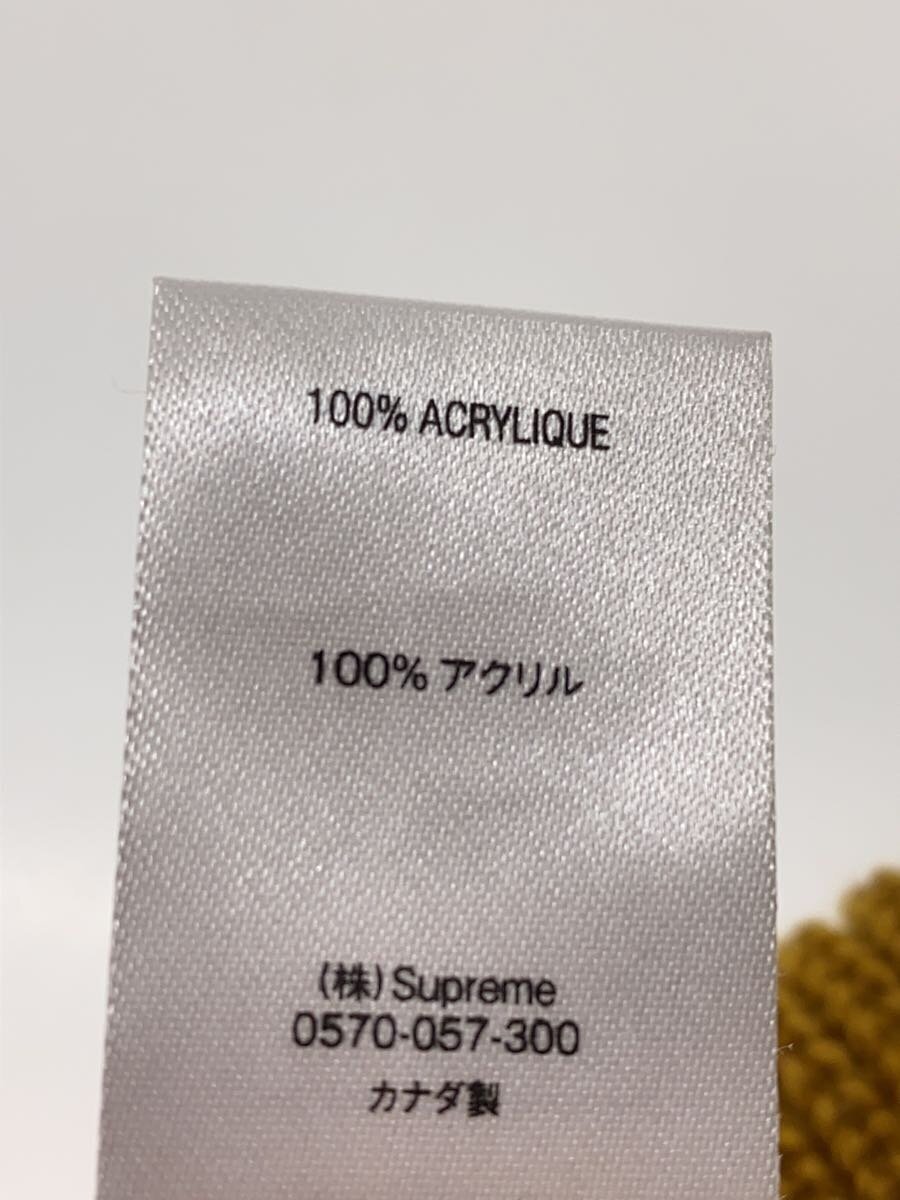 100% ACRYLIQUE
100% アクリル
(株) Supreme
0570-057-300
カナダ製